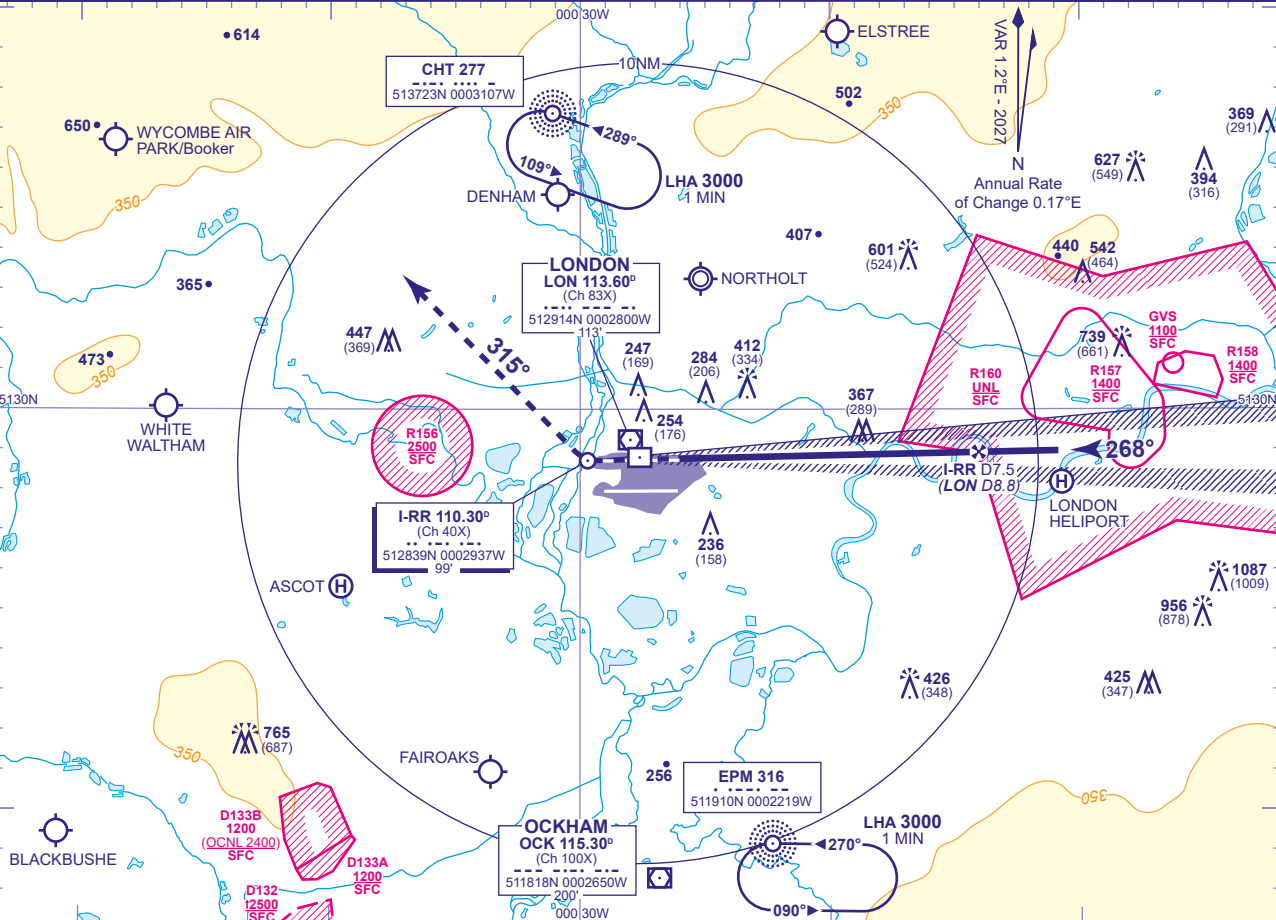 000 30W
614
ELSTREE
VAR 1.2°E - 2027
CHT 277
513723N 0003107W
10NM
502
350
650
WYCOMBE AIR
PARK/Booker
289°
109°
DENHAM
LHA 3000
1 MIN
N
Annual Rate
of Change 0.17°E
627
(549)
369
(291)
394
(316)
350
407
601
(524)
440
542
(464)
365
LONDON
LON 113.60ᴰ
(Ch 83X)
512914N 0002800W
113'
NORTHOLT
447
(369)
315°
247
(169)
284
(206)
412
(334)
254
(176)
367
(289)
739
(661)
GVS
1100
SFC
R158
1400
SFC
R160
UNL
SFC
R157
1400
SFC
473
350
5130N
5130N
WHITE
WALTHAM
R156
2500
SFC
268°
I-RR D7.5
(LON D8.8)
H
LONDON
HELIPORT
I-RR 110.30ᴰ
(Ch 40X)
512839N 0002937W
99'
236
(158)
ASCOT H
1087
(1009)
956
(878)
426
(348)
425
(347)
350
765
(687)
FAIROAKS
256
EPM 316
511910N 0002219W
350
LHA 3000
1 MIN
270°
090°
D133B
1200
(OCNL 2400)
SFC
D133A
1200
SFC
D132
2500
SFC
BLACKBUSHE
OCKHAM
OCK 115.30ᴰ
(Ch 100X)
511818N 0002650W
200'
000 30W